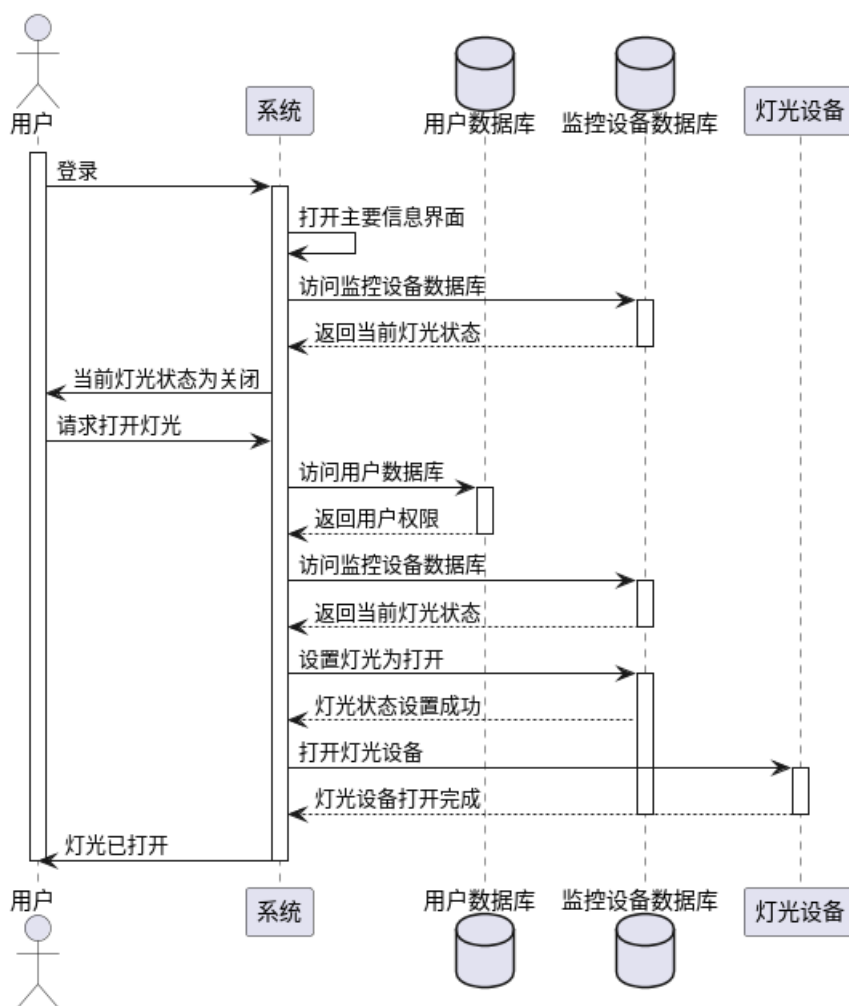 用户
系统
用户数据库
监控设备数据库
灯光设备
登录
打开主要信息界面
访问监控设备数据库
返回当前灯光状态
当前灯光状态为关闭
请求打开灯光
访问用户数据库
返回用户权限
访问监控设备数据库
返回当前灯光状态
设置灯光为打开
灯光状态设置成功
打开灯光设备
灯光设备打开完成
灯光已打开
用户
系统
用户数据库
监控设备数据库
灯光设备